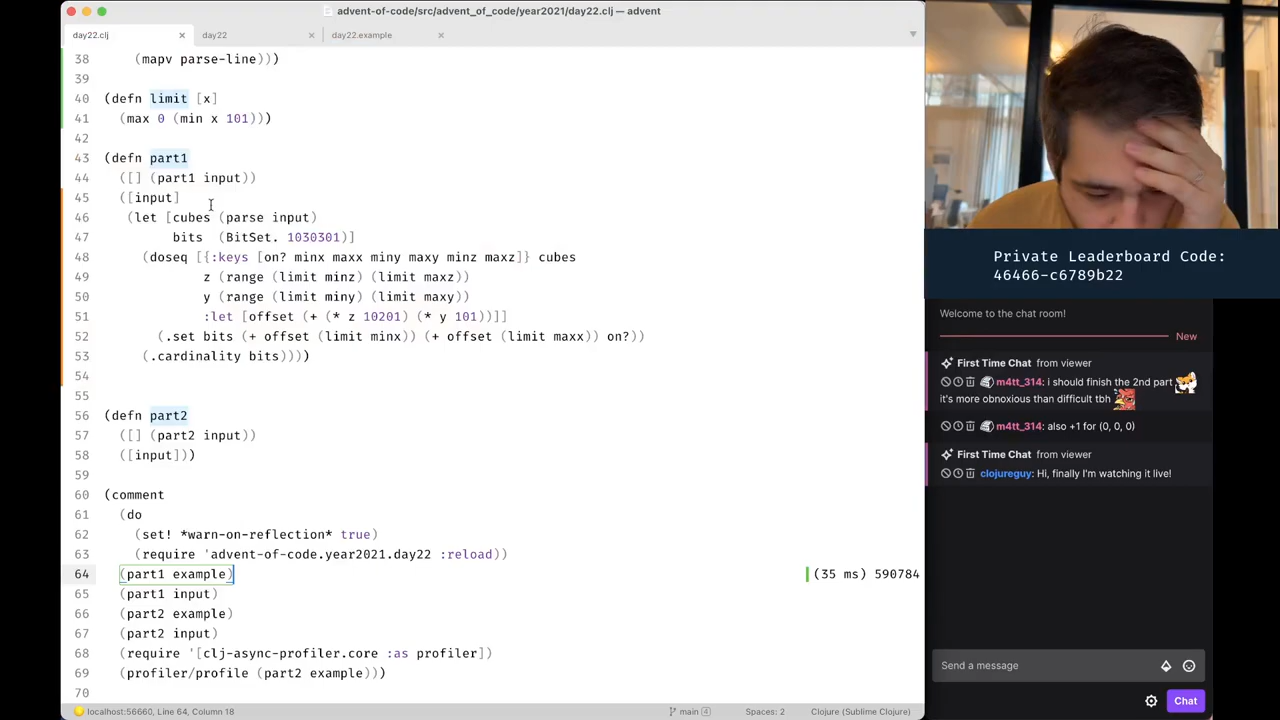 advent-of-code/src/advent_of_code/year2021/day22.clj — advent
day22.clj
day22
day22.example
38     (mapv parse-line)))
39
40 (defn limit [x]
41   (max 0 (min x 101)))
42
43 (defn part1
44   ([] (part1 input))
45   ([input]
46    (let [cubes (parse input)
47          bits  (BitSet. 1030301)]
48      (doseq [{:keys [on? minx maxx miny maxy minz maxz]} cubes
49              z (range (limit minz) (limit maxz))
50              y (range (limit miny) (limit maxy))
51              :let [offset (+ (* z 10201) (* y 101))]]
52        (.set bits (+ offset (limit minx)) (+ offset (limit maxx)) on?))
53      (.cardinality bits))))
54
55
56 (defn part2
57   ([] (part2 input))
58   ([input]))
59
60 (comment
61   (do
62     (set! *warn-on-reflection* true)
63     (require 'advent-of-code.year2021.day22 :reload))
64   (part1 example) (35 ms) 590784
65   (part1 input)
66   (part2 example)
67   (part2 input)
68   (require '[clj-async-profiler.core :as profiler])
69   (profiler/profile (part2 example)))
70
localhost:56660, Line 64, Column 18
main 4
Spaces: 2
Clojure (Sublime Clojure)
Private Leaderboard Code:
46466-c6789b22
Welcome to the chat room!
New
First Time Chat from viewer
m4tt_314: i should finish the 2nd part
it's more obnoxious than difficult tbh
m4tt_314: also +1 for (0, 0, 0)
First Time Chat from viewer
clojureguy: Hi, finally I'm watching it live!
Send a message
Chat